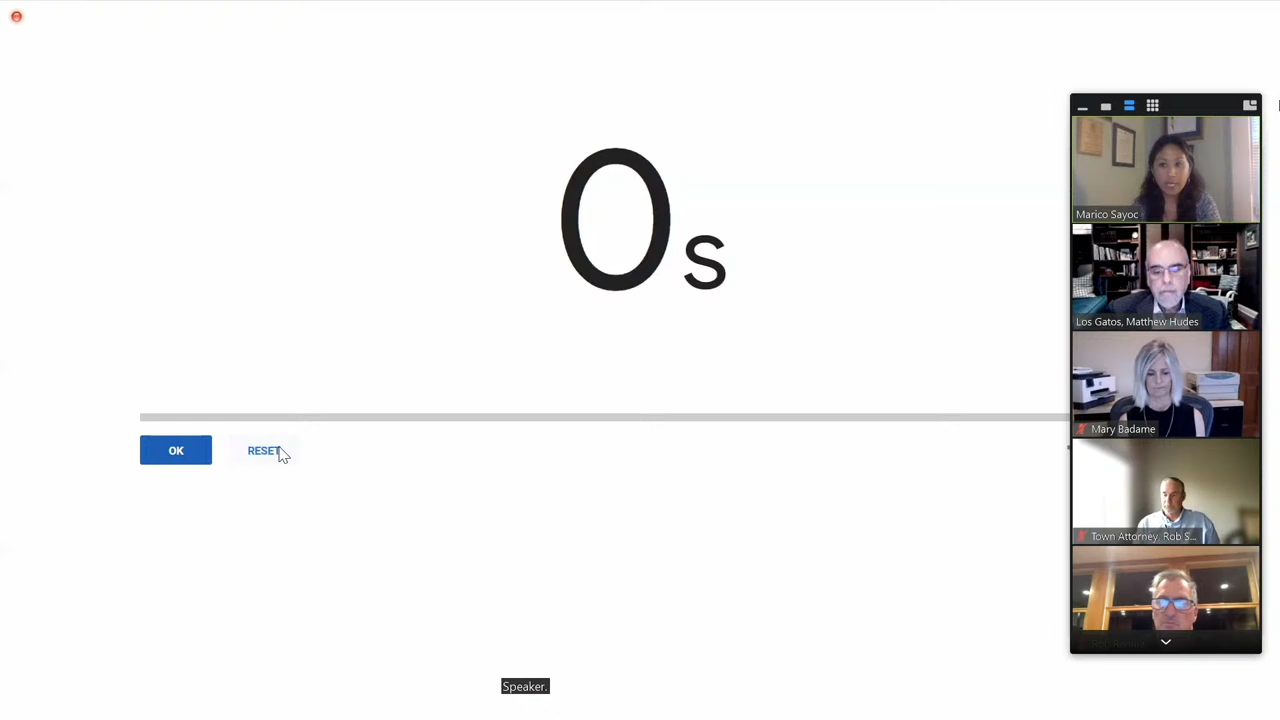 0s
OK
RESET
Marico Sayoc
Los Gatos, Matthew Hudes
Mary Badame
Town Attorney, Rob S...
Speaker.